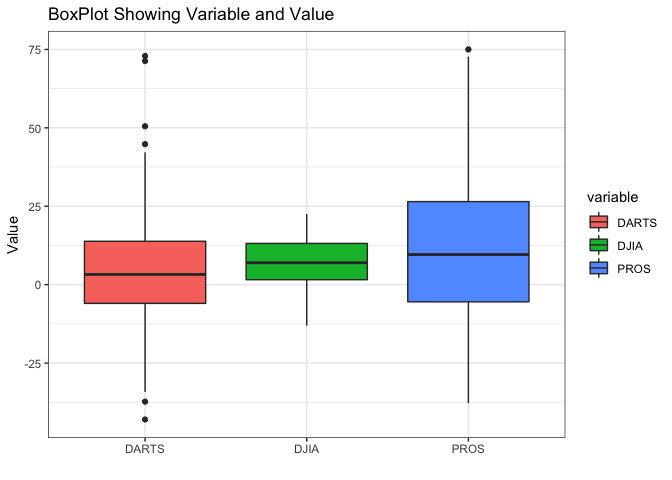 BoxPlot Showing Variable and Value
75
50
25
0
-25
Value
DARTS
DJIA
PROS
variable
DARTS
DJIA
PROS